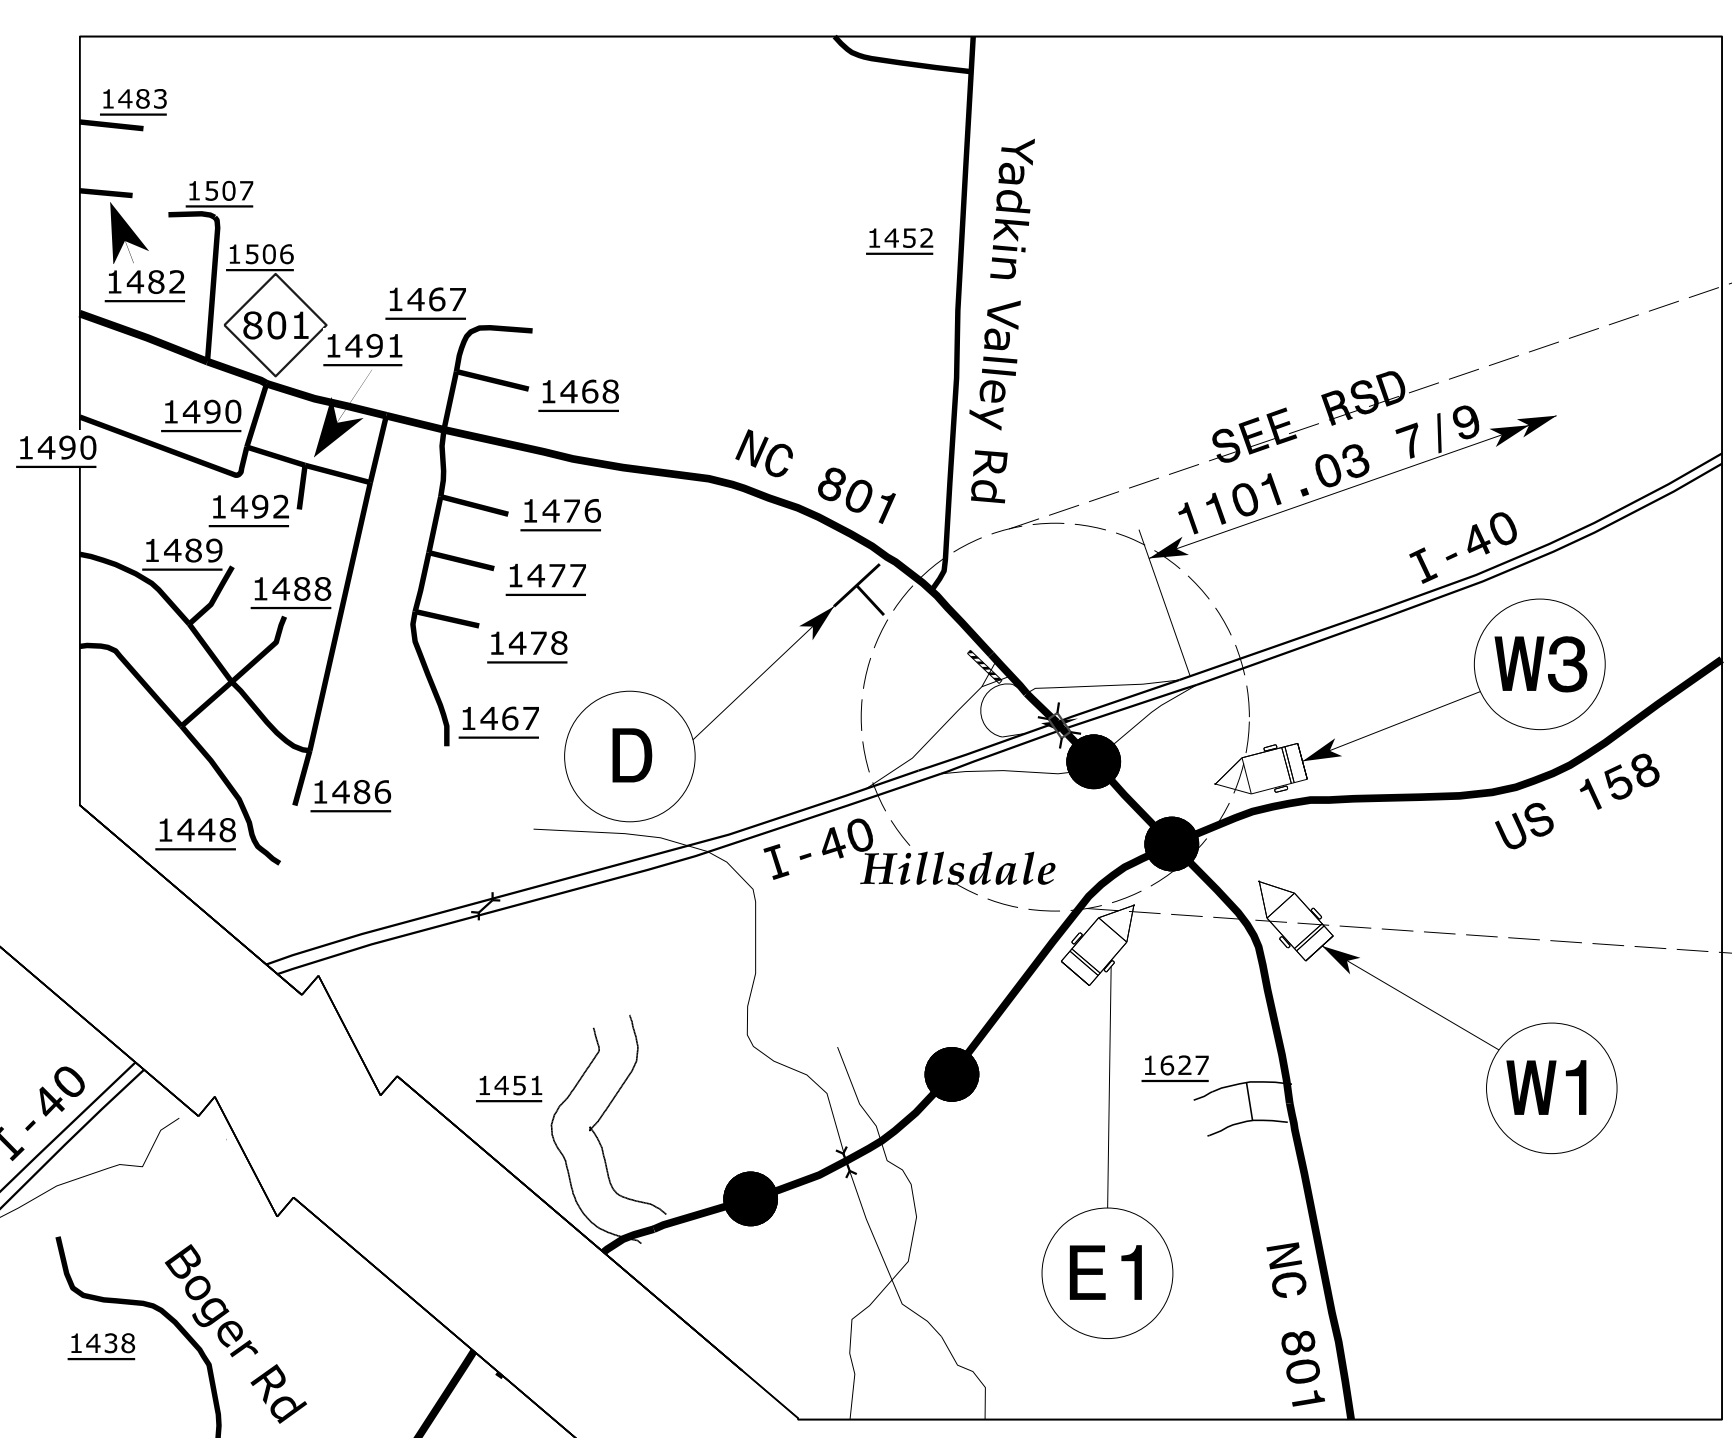 1483
1507
1452
1506
1482
801
1467
1491
Yadkin Valley Rd
1468
1490
1490
NC 801
SEE RSD
1101.03 7/9
1492
1476
I-40
1489
1477
1488
1478
W3
1467
D
1486
1448
US 158
I-40
Hillsdale
1451
1627
W1
I-40
E1
NC 801
Boger Rd
1438